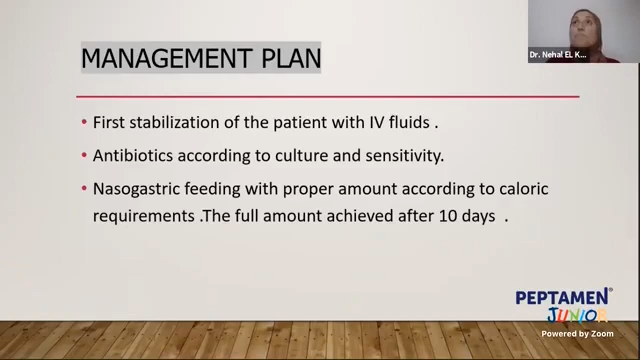 Dr. Nehal EL K...
MANAGEMENT PLAN
• First stabilization of the patient with IV fluids .
• Antibiotics according to culture and sensitivity.
• Nasogastric feeding with proper amount according to caloric
requirements .The full amount achieved after 10 days  .
PEPTAMEN®
JUNIOR
Powered by Zoom